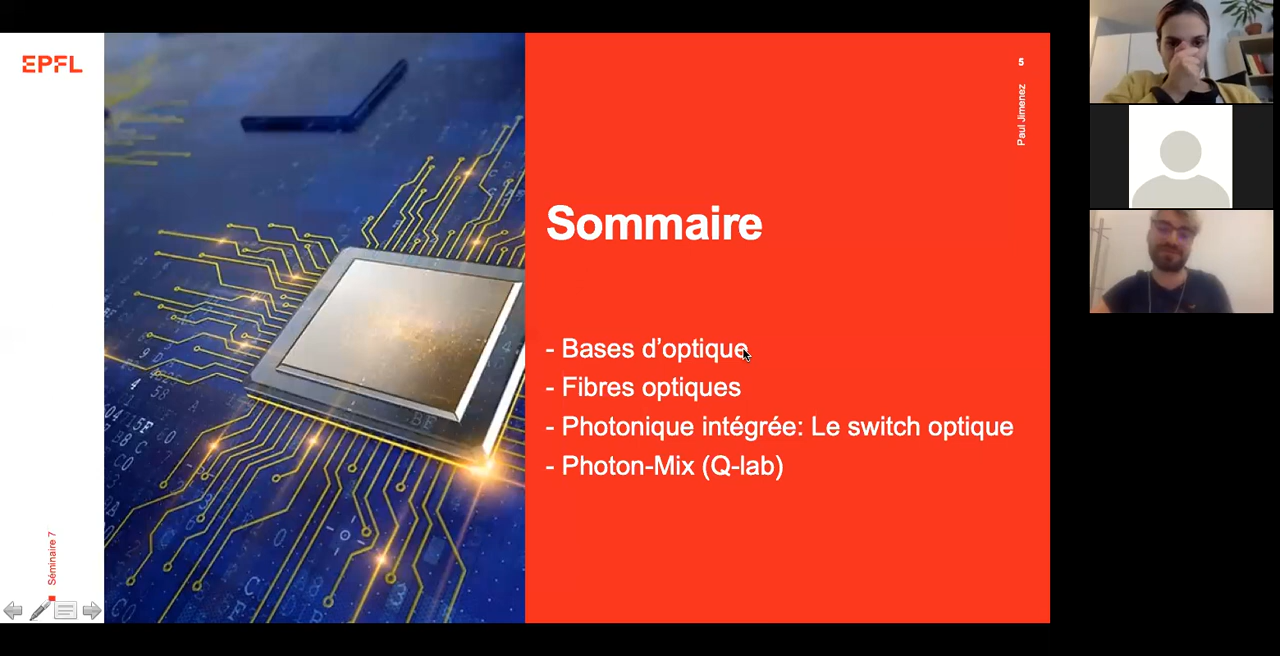 EPFL
5
Paul Jimenez
Sommaire
- Bases d’optique
- Fibres optiques
- Photonique intégrée: Le switch optique
- Photon-Mix (Q-lab)
Séminaire 7